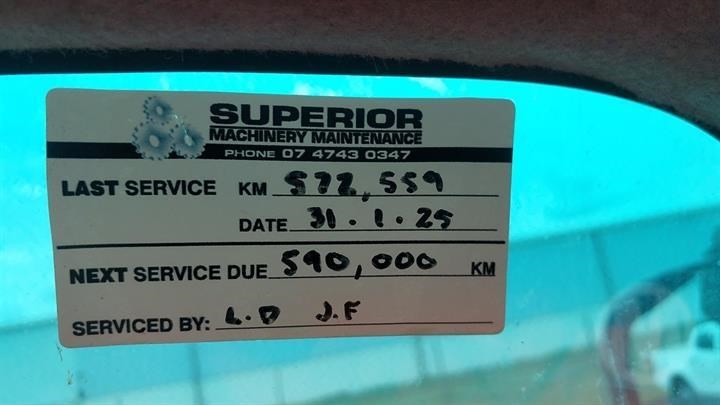 SUPERIOR
MACHINERY MAINTENANCE
PHONE 07 4743 0347
LAST SERVICE KM 572,559
DATE 31.1.25
NEXT SERVICE DUE 590,000 KM
SERVICED BY: L.D J.F